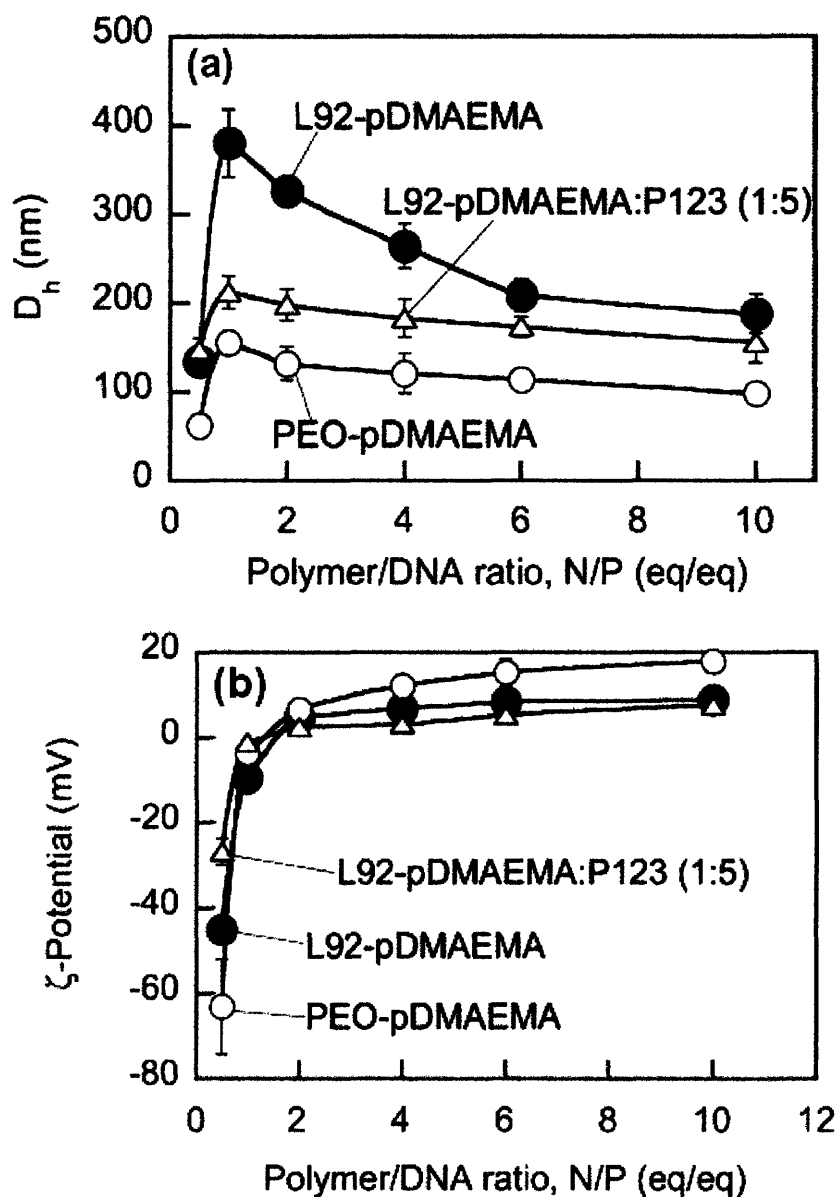 (a)
500
400
300
200
100
0
D_h (nm)
L92-pDMAEMA
L92-pDMAEMA:P123 (1:5)
PEO-pDMAEMA
0 2 4 6 8 10
Polymer/DNA ratio, N/P (eq/eq)
(b)
20
0
-20
-40
-60
-80
ζ-Potential (mV)
L92-pDMAEMA:P123 (1:5)
L92-pDMAEMA
PEO-pDMAEMA
0 2 4 6 8 10 12
Polymer/DNA ratio, N/P (eq/eq)